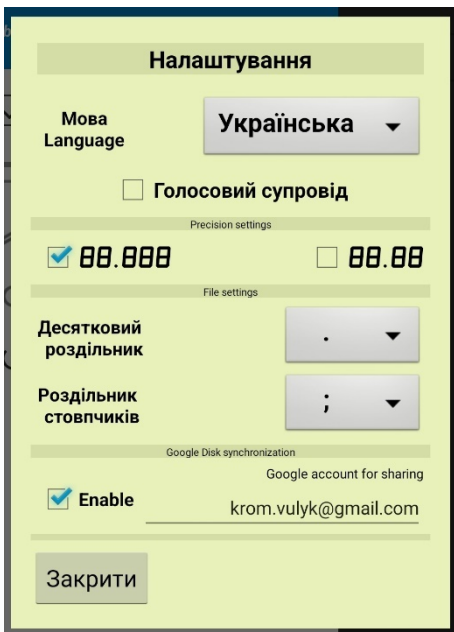 Налаштування
Мова
Language
Українська
Голосовий супровід
Precision settings
88.888
88.88
File settings
Десятковий
роздільник
.
Роздільник
стовпчиків
;
Google Disk synchronization
Google account for sharing
Enable
krom.vulyk@gmail.com
Закрити